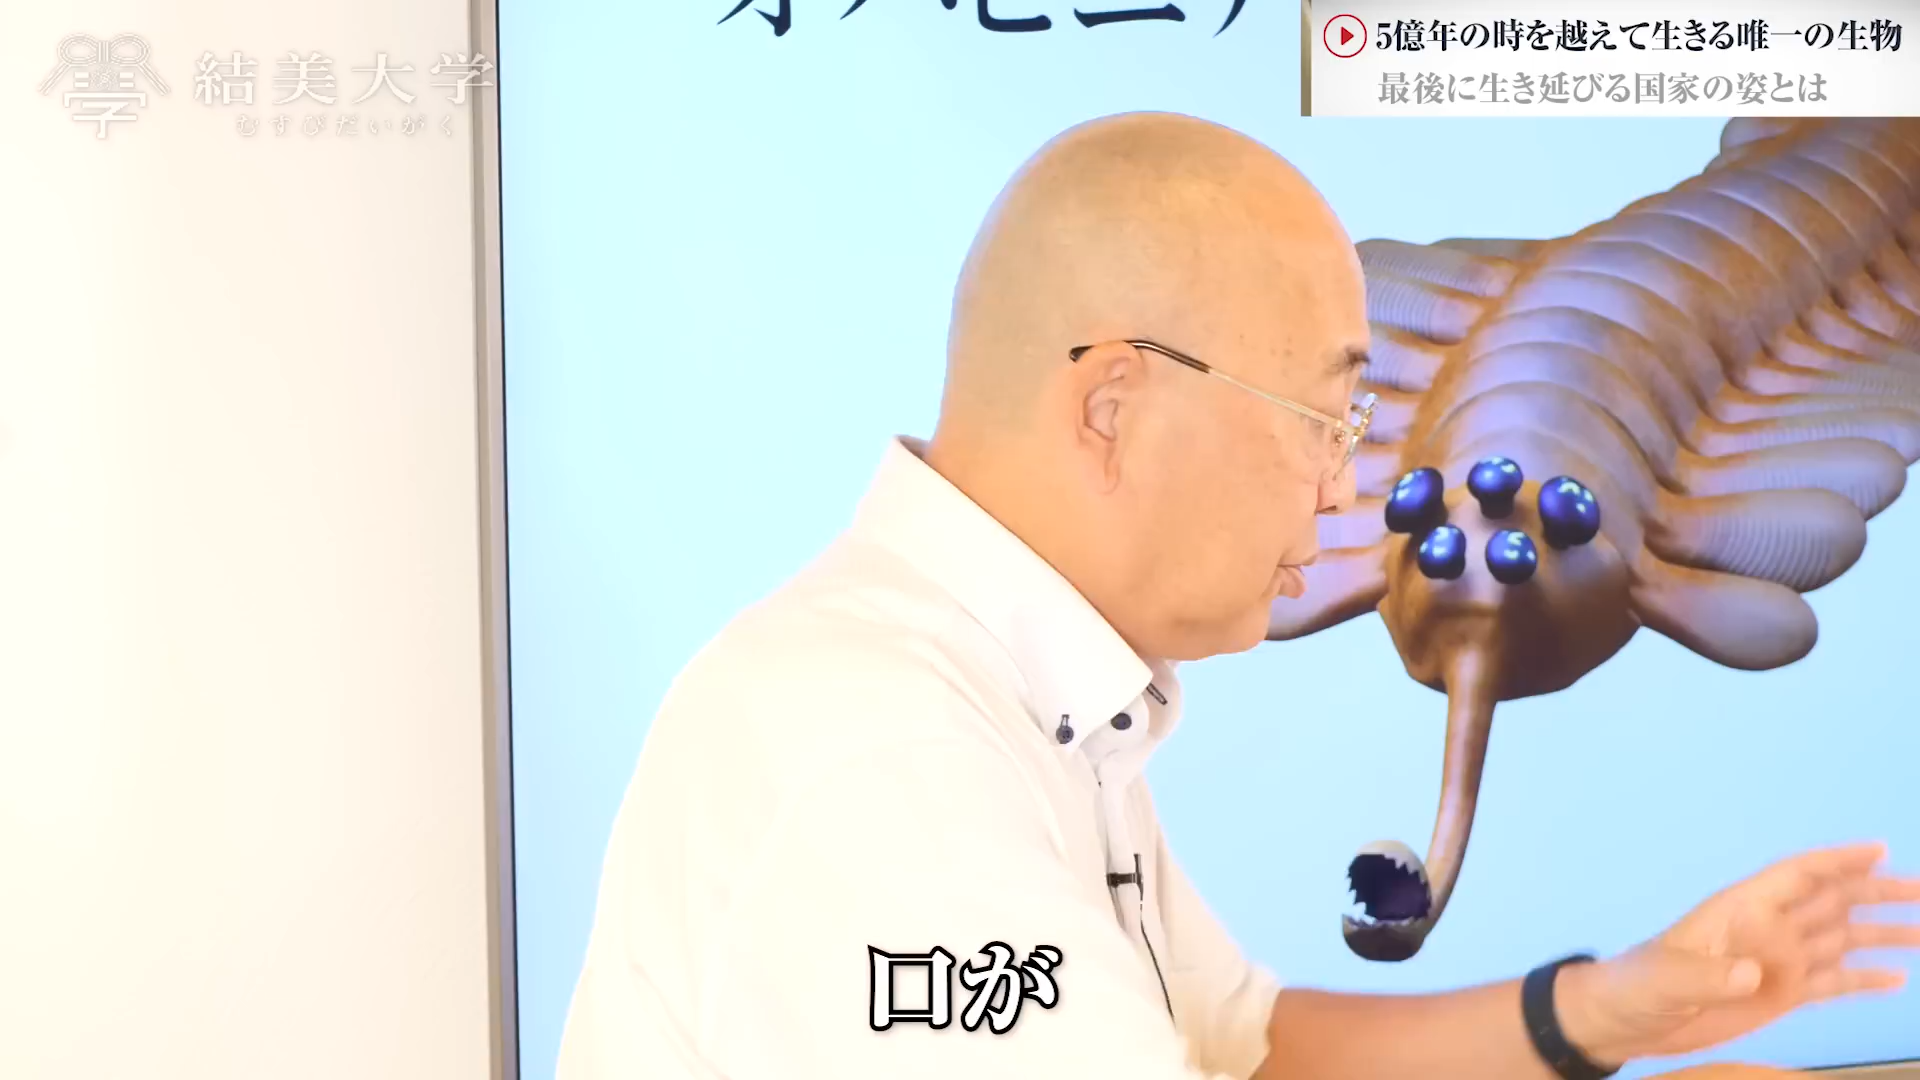 結美大学
むすびだいがく
5億年の時を越えて生きる唯一の生物
最後に生き延びる国家の姿とは
口が